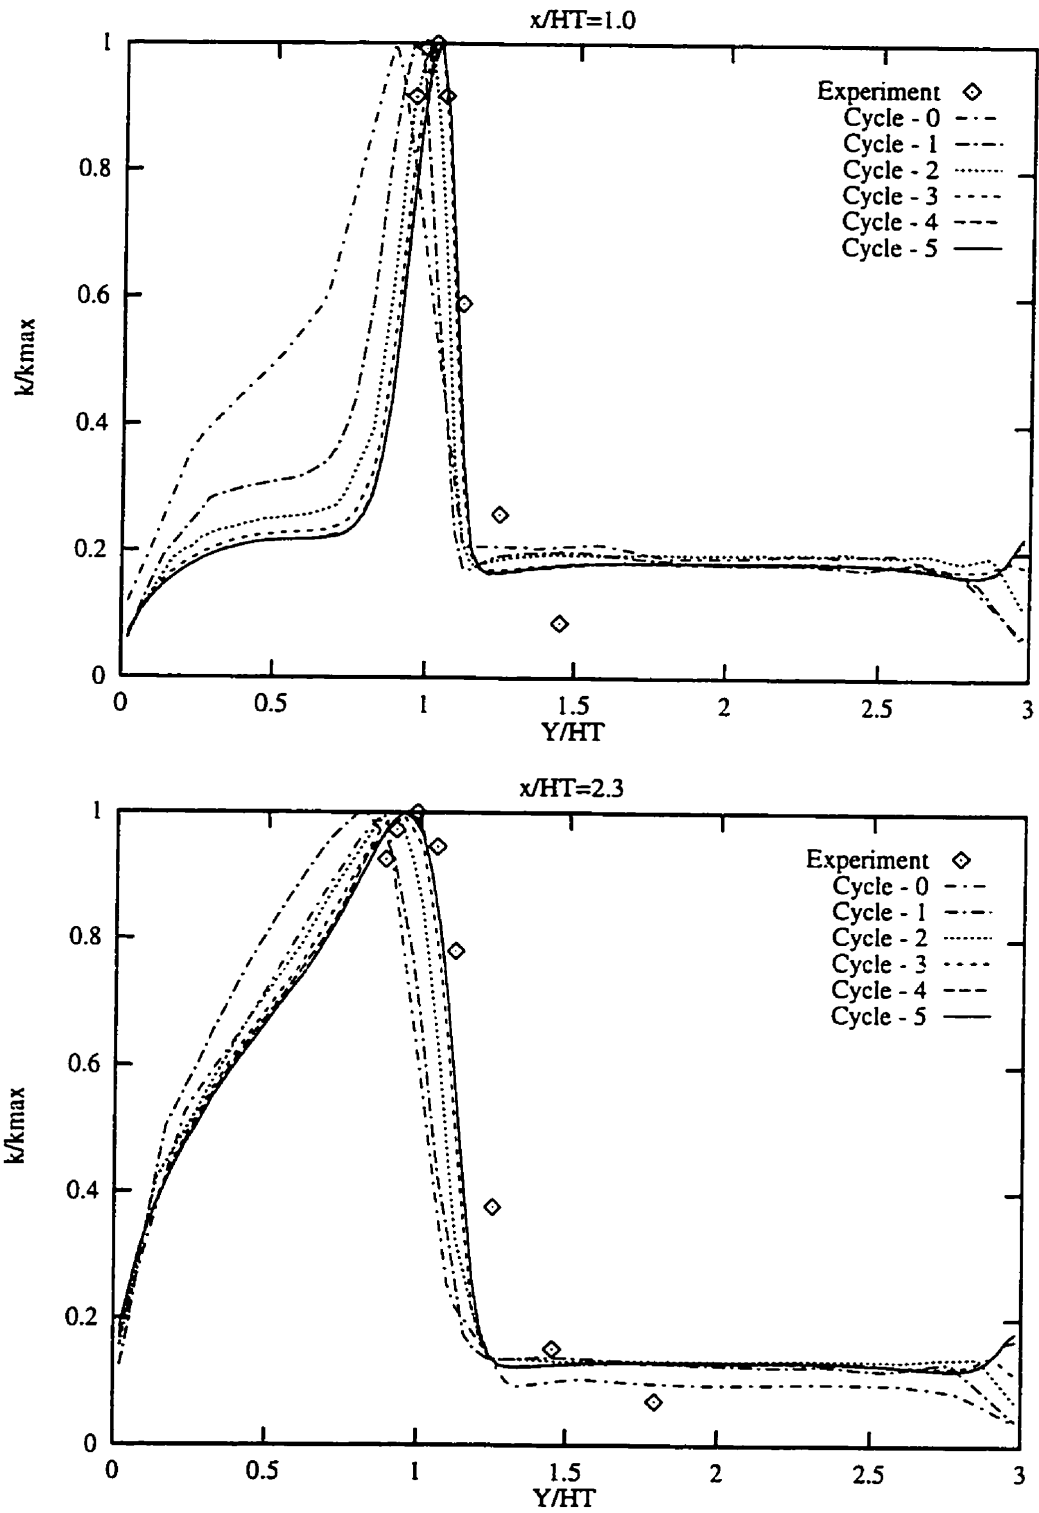 x/HT=1.0
1
0.8
0.6
0.4
0.2
0
k/kmax
Experiment
Cycle - 0
Cycle - 1
Cycle - 2
Cycle - 3
Cycle - 4
Cycle - 5
0 0.5 1 1.5 2 2.5 3
Y/HT
x/HT=2.3
1
0.8
0.6
0.4
0.2
0
k/kmax
Experiment
Cycle - 0
Cycle - 1
Cycle - 2
Cycle - 3
Cycle - 4
Cycle - 5
0 0.5 1 1.5 2 2.5 3
Y/HT